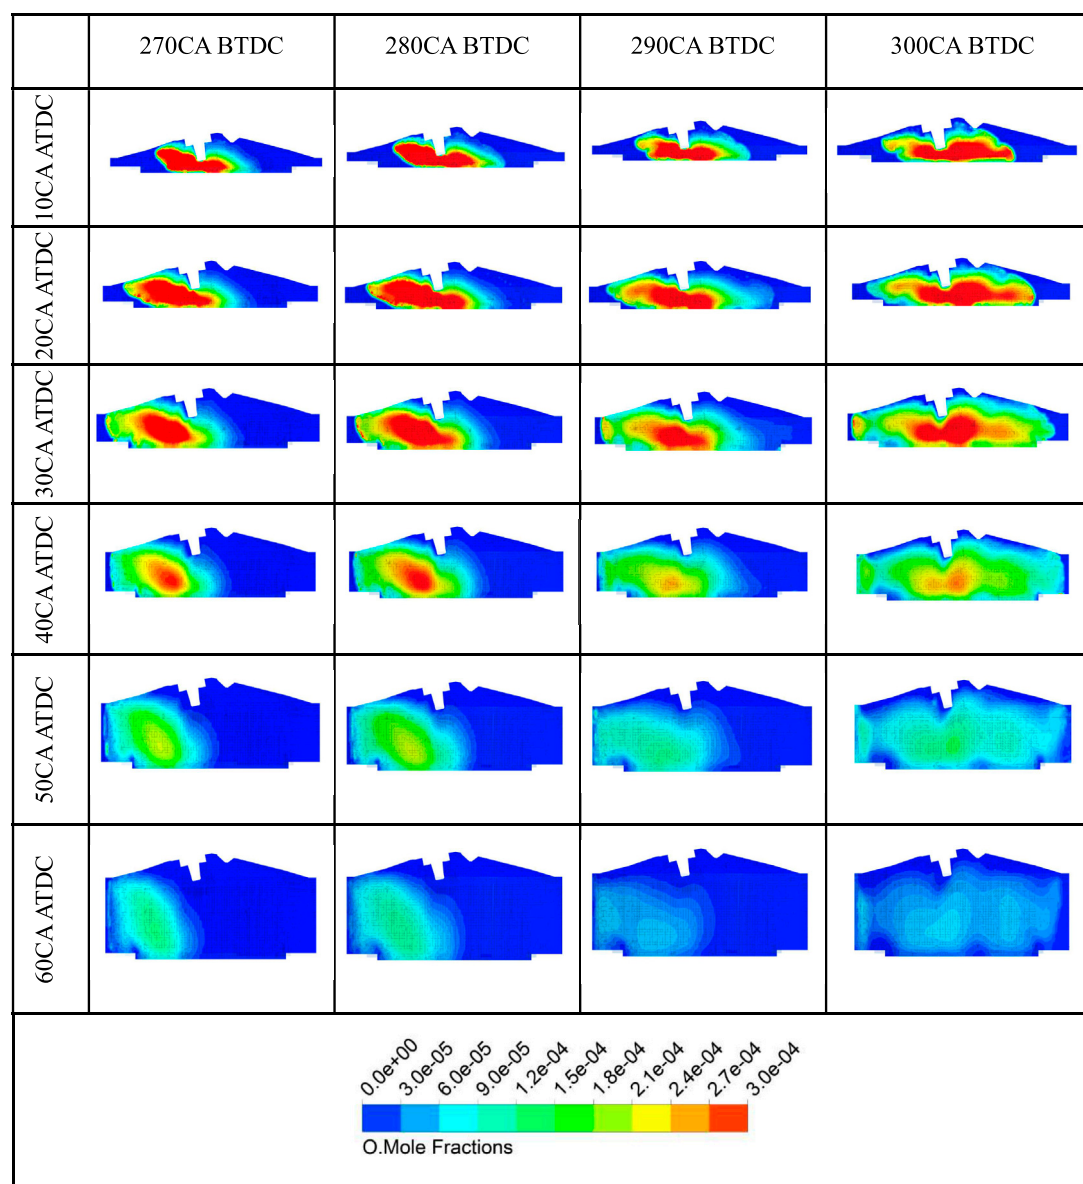 270CA BTDC 280CA BTDC 290CA BTDC 300CA BTDC
10CA ATDC
20CA ATDC
30CA ATDC
40CA ATDC
50CA ATDC
60CA ATDC
0.0e+00 3.0e-05 6.0e-05 9.0e-05 1.2e-04 1.5e-04 1.8e-04 2.1e-04 2.4e-04 2.7e-04 3.0e-04
O.Mole Fractions